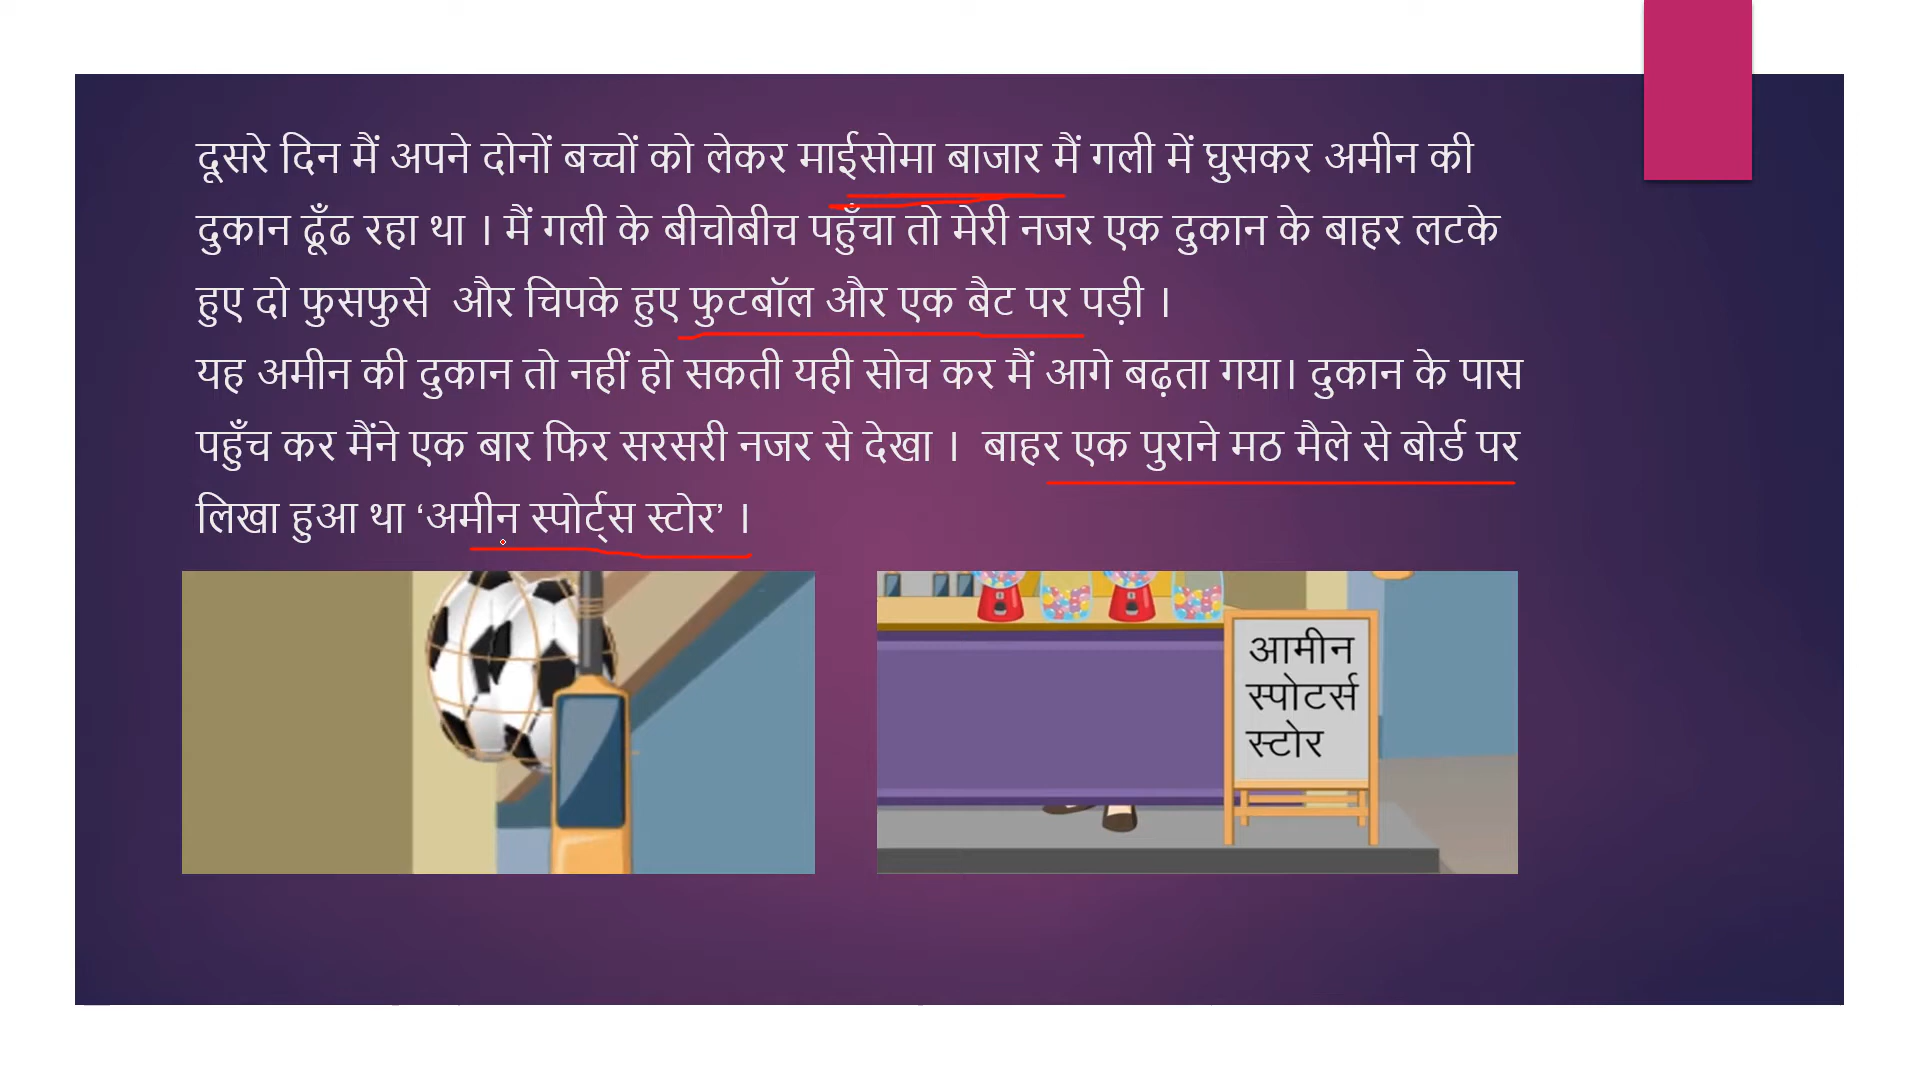 दूसरे दिन मैं अपने दोनों बच्चों को लेकर माईसोमा बाजार मैं गली में घुसकर अमीन की
दुकान ढूँढ रहा था । मैं गली के बीचोबीच पहुँचा तो मेरी नजर एक दुकान के बाहर लटके
हुए दो फुसफुसे और चिपके हुए फुटबॉल और एक बैट पर पड़ी ।
यह अमीन की दुकान तो नहीं हो सकती यही सोच कर मैं आगे बढ़ता गया। दुकान के पास
पहुँच कर मैंने एक बार फिर सरसरी नजर से देखा । बाहर एक पुराने मठ मैले से बोर्ड पर
लिखा हुआ था ‘अमीन स्पोर्ट्स स्टोर’ ।
आमीन
स्पोटर्स
स्टोर